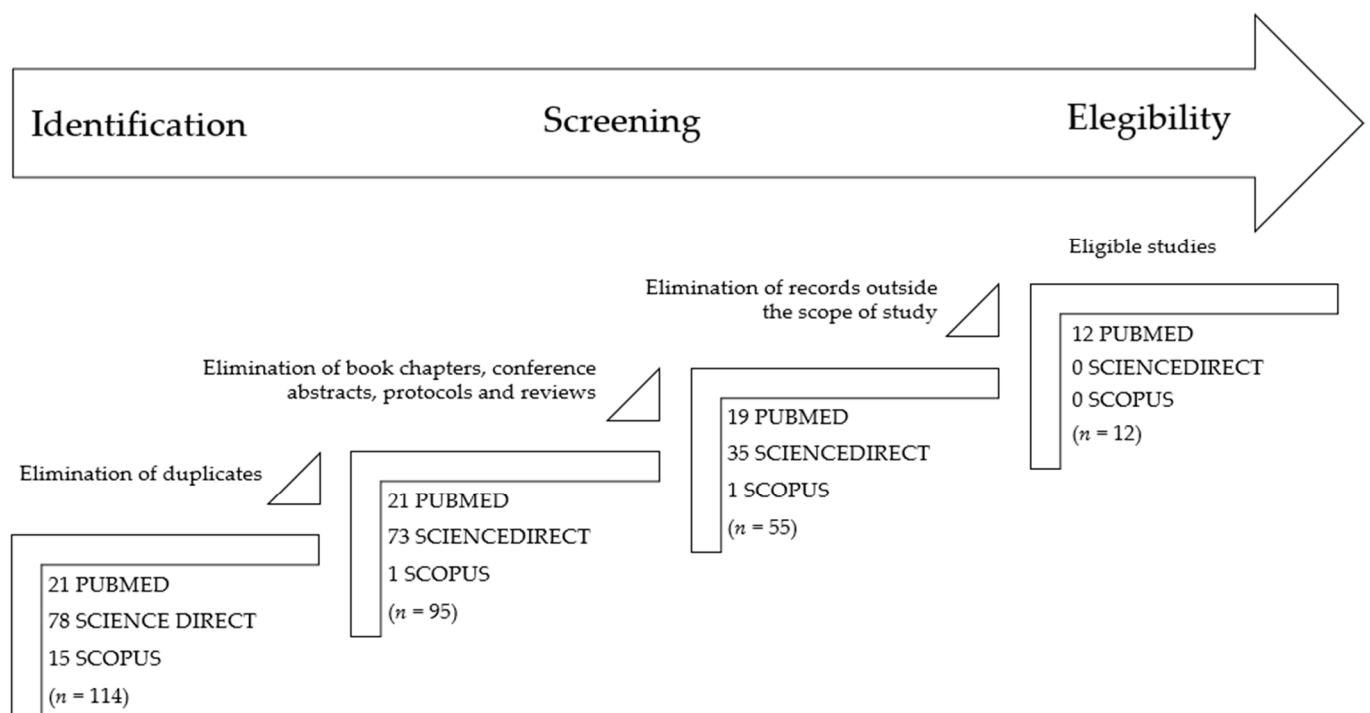 Identification
Screening
Elegibility
Elimination of duplicates
21 PUBMED
78 SCIENCE DIRECT
15 SCOPUS
(n = 114)
Elimination of book chapters, conference
abstracts, protocols and reviews
21 PUBMED
73 SCIENCEDIRECT
1 SCOPUS
(n = 95)
Elimination of records outside
the scope of study
19 PUBMED
35 SCIENCEDIRECT
1 SCOPUS
(n = 55)
Eligible studies
12 PUBMED
0 SCIENCEDIRECT
0 SCOPUS
(n = 12)